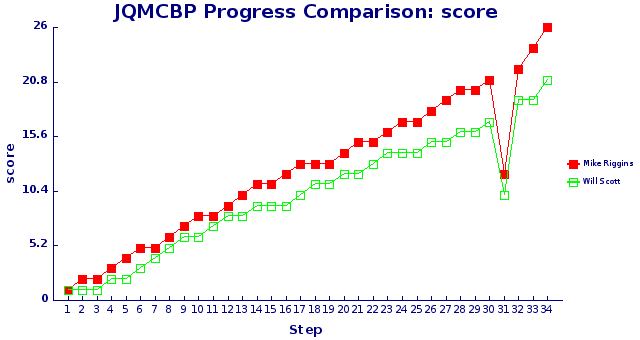 JQMCBP Progress Comparison: score
26
20.8
15.6
10.4
5.2
0
score
1 2 3 4 5 6 7 8 9 10 11 12 13 14 15 16 17 18 19 20 21 22 23 24 25 26 27 28 29 30 31 32 33 34
Step
Mike Riggins
Will Scott